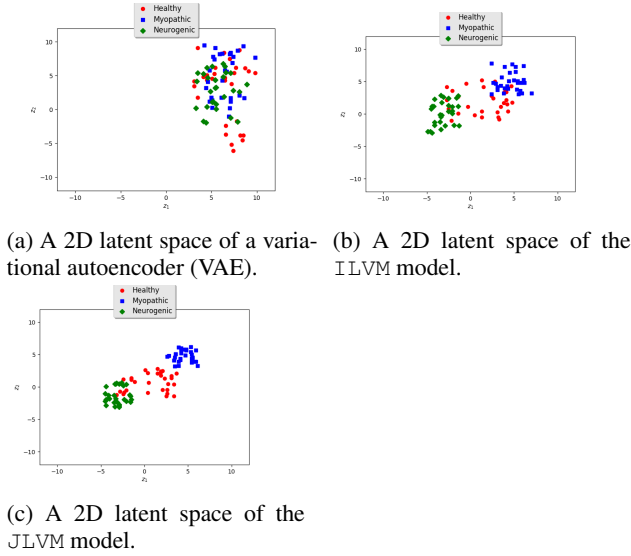 Healthy
Myopathic
Neurogenic
10
5
0
−5
−10
z₂
−10 −5 0 5 10
z₁
Healthy
Myopathic
Neurogenic
10
5
0
−5
−10
z₂
−10 −5 0 5 10
z₁
(a) A 2D latent space of a vari-
ational autoencoder (VAE).
(b) A 2D latent space of the
ILVM model.
Healthy
Myopathic
Neurogenic
10
5
0
−5
−10
z₂
−10 −5 0 5 10
z₁
(c) A 2D latent space of the
JLVM model.